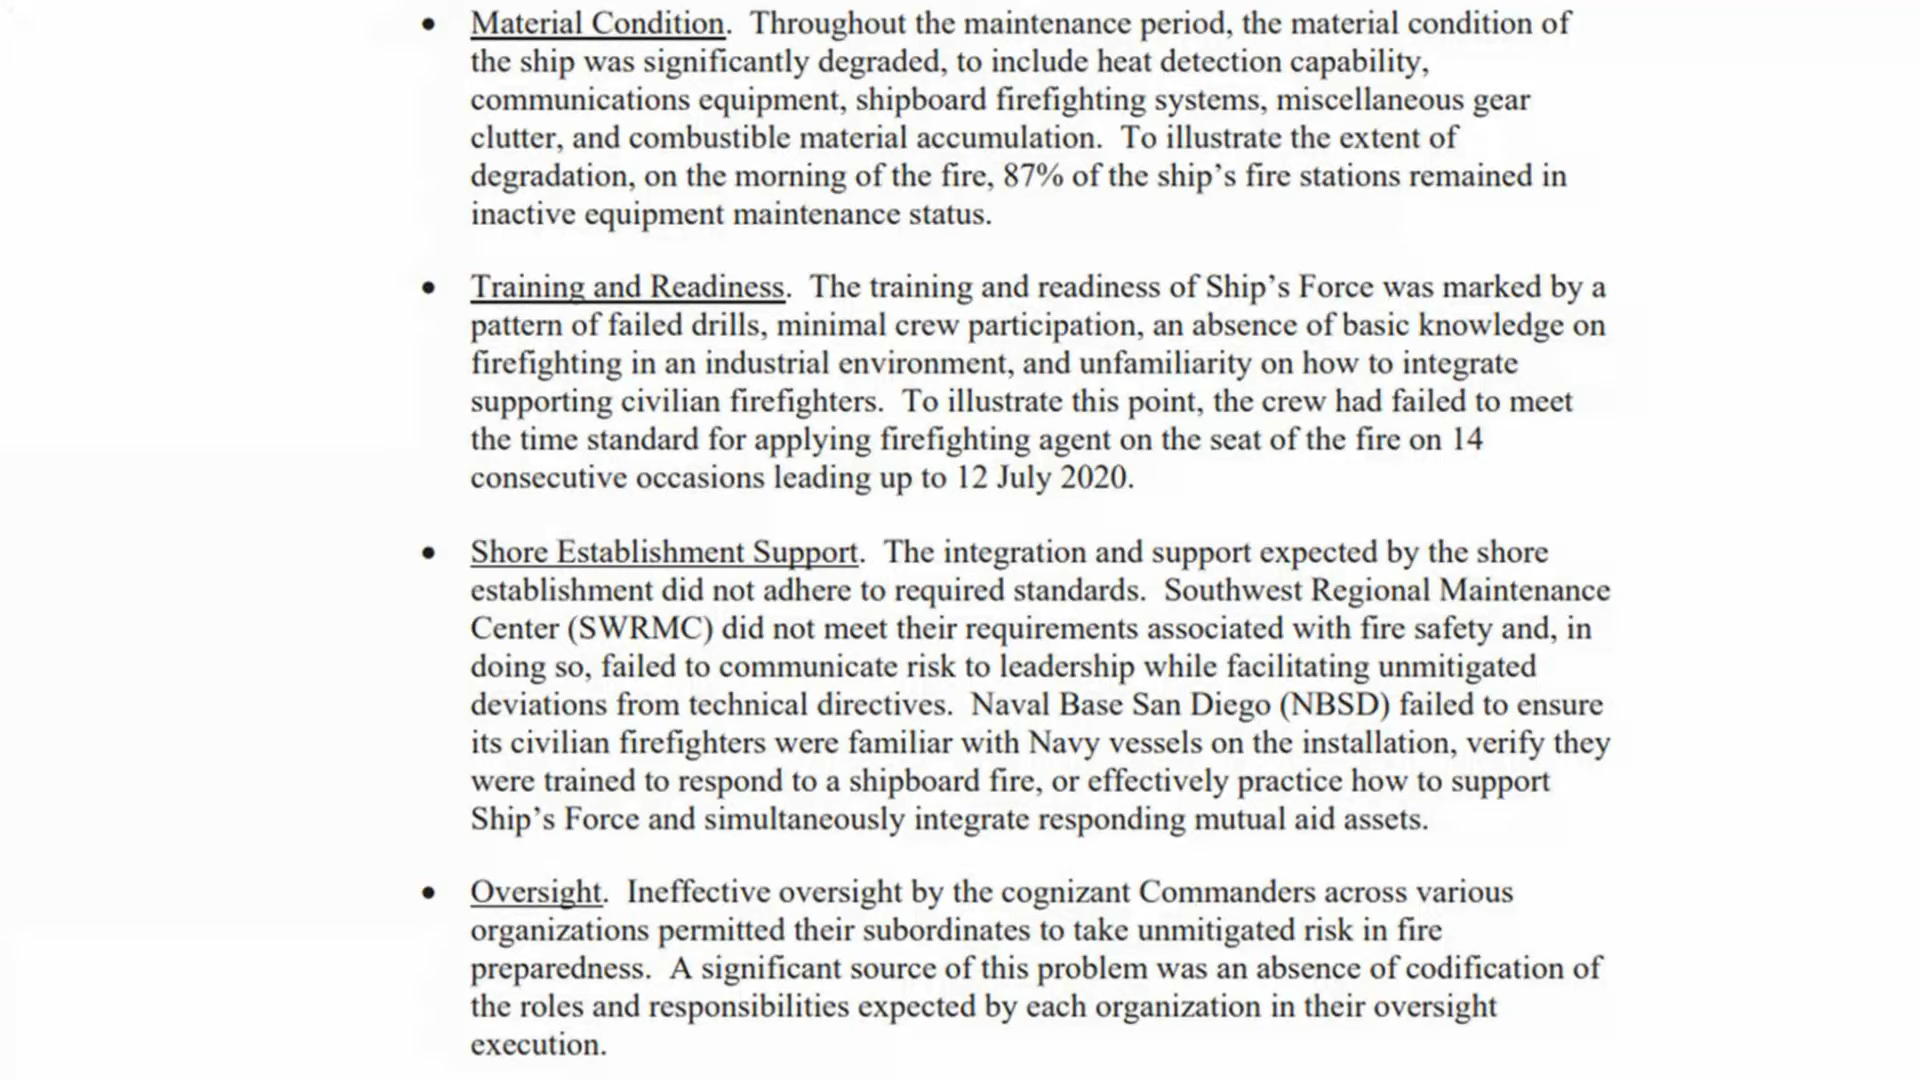 • Material Condition. Throughout the maintenance period, the material condition of
the ship was significantly degraded, to include heat detection capability,
communications equipment, shipboard firefighting systems, miscellaneous gear
clutter, and combustible material accumulation. To illustrate the extent of
degradation, on the morning of the fire, 87% of the ship's fire stations remained in
inactive equipment maintenance status.
• Training and Readiness. The training and readiness of Ship's Force was marked by a
pattern of failed drills, minimal crew participation, an absence of basic knowledge on
firefighting in an industrial environment, and unfamiliarity on how to integrate
supporting civilian firefighters. To illustrate this point, the crew had failed to meet
the time standard for applying firefighting agent on the seat of the fire on 14
consecutive occasions leading up to 12 July 2020.
• Shore Establishment Support. The integration and support expected by the shore
establishment did not adhere to required standards. Southwest Regional Maintenance
Center (SWRMC) did not meet their requirements associated with fire safety and, in
doing so, failed to communicate risk to leadership while facilitating unmitigated
deviations from technical directives. Naval Base San Diego (NBSD) failed to ensure
its civilian firefighters were familiar with Navy vessels on the installation, verify they
were trained to respond to a shipboard fire, or effectively practice how to support
Ship's Force and simultaneously integrate responding mutual aid assets.
• Oversight. Ineffective oversight by the cognizant Commanders across various
organizations permitted their subordinates to take unmitigated risk in fire
preparedness. A significant source of this problem was an absence of codification of
the roles and responsibilities expected by each organization in their oversight
execution.